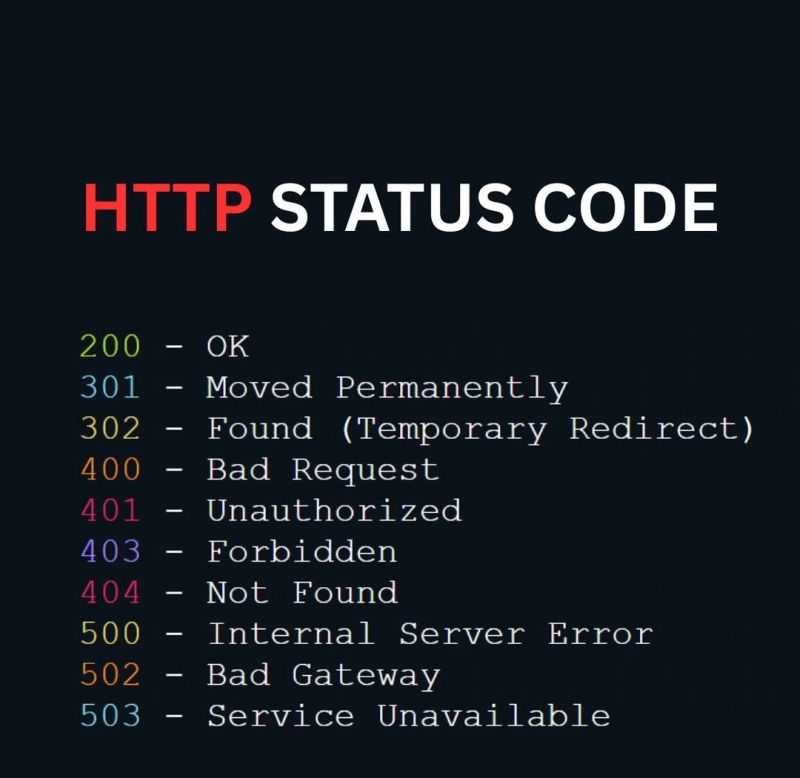 HTTP STATUS CODE
200 - OK
301 - Moved Permanently
302 - Found (Temporary Redirect)
400 - Bad Request
401 - Unauthorized
403 - Forbidden
404 - Not Found
500 - Internal Server Error
502 - Bad Gateway
503 - Service Unavailable